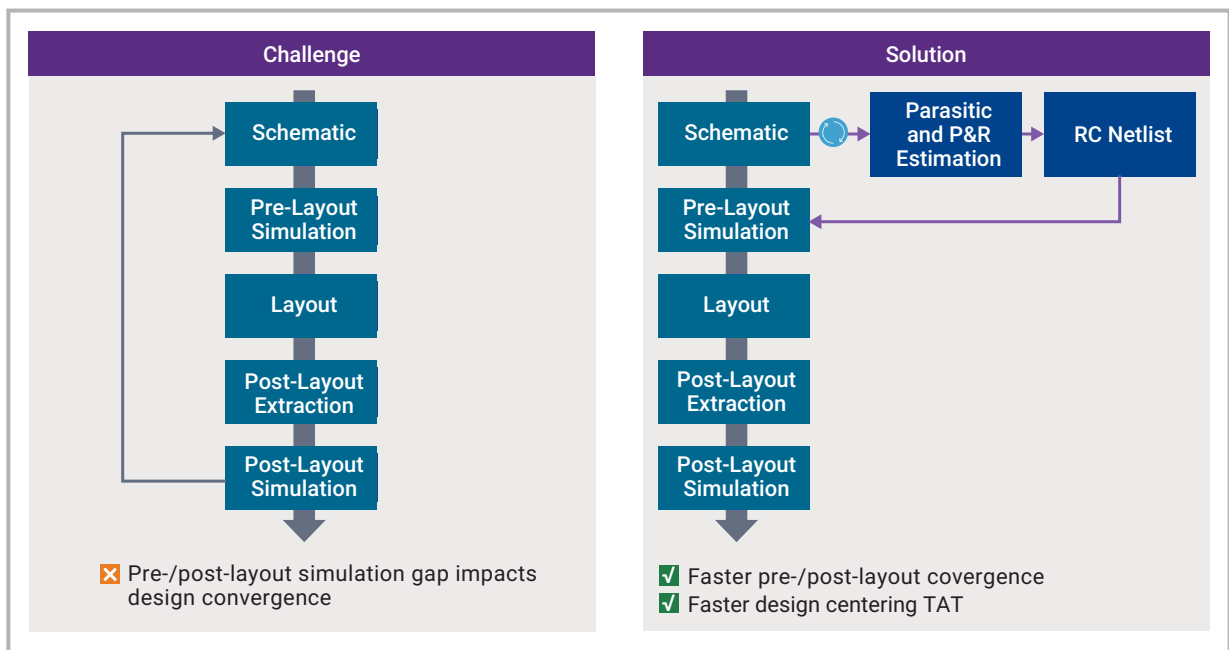 Challenge
Schematic
Pre-Layout
Simulation
Layout
Post-Layout
Extraction
Post-Layout
Simulation
Pre-/post-layout simulation gap impacts
design convergence
Solution
Schematic
Parasitic
and P&R
Estimation
RC Netlist
Pre-Layout
Simulation
Layout
Post-Layout
Extraction
Post-Layout
Simulation
Faster pre-/post-layout covergence
Faster design centering TAT